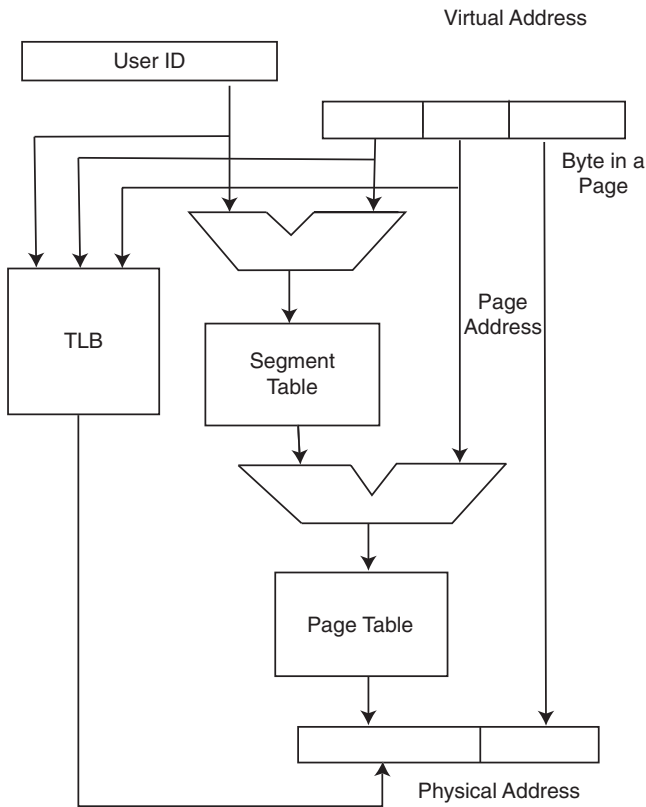 Virtual Address
User ID
Byte in a
Page
TLB
Page
Address
Segment
Table
Page Table
Physical Address